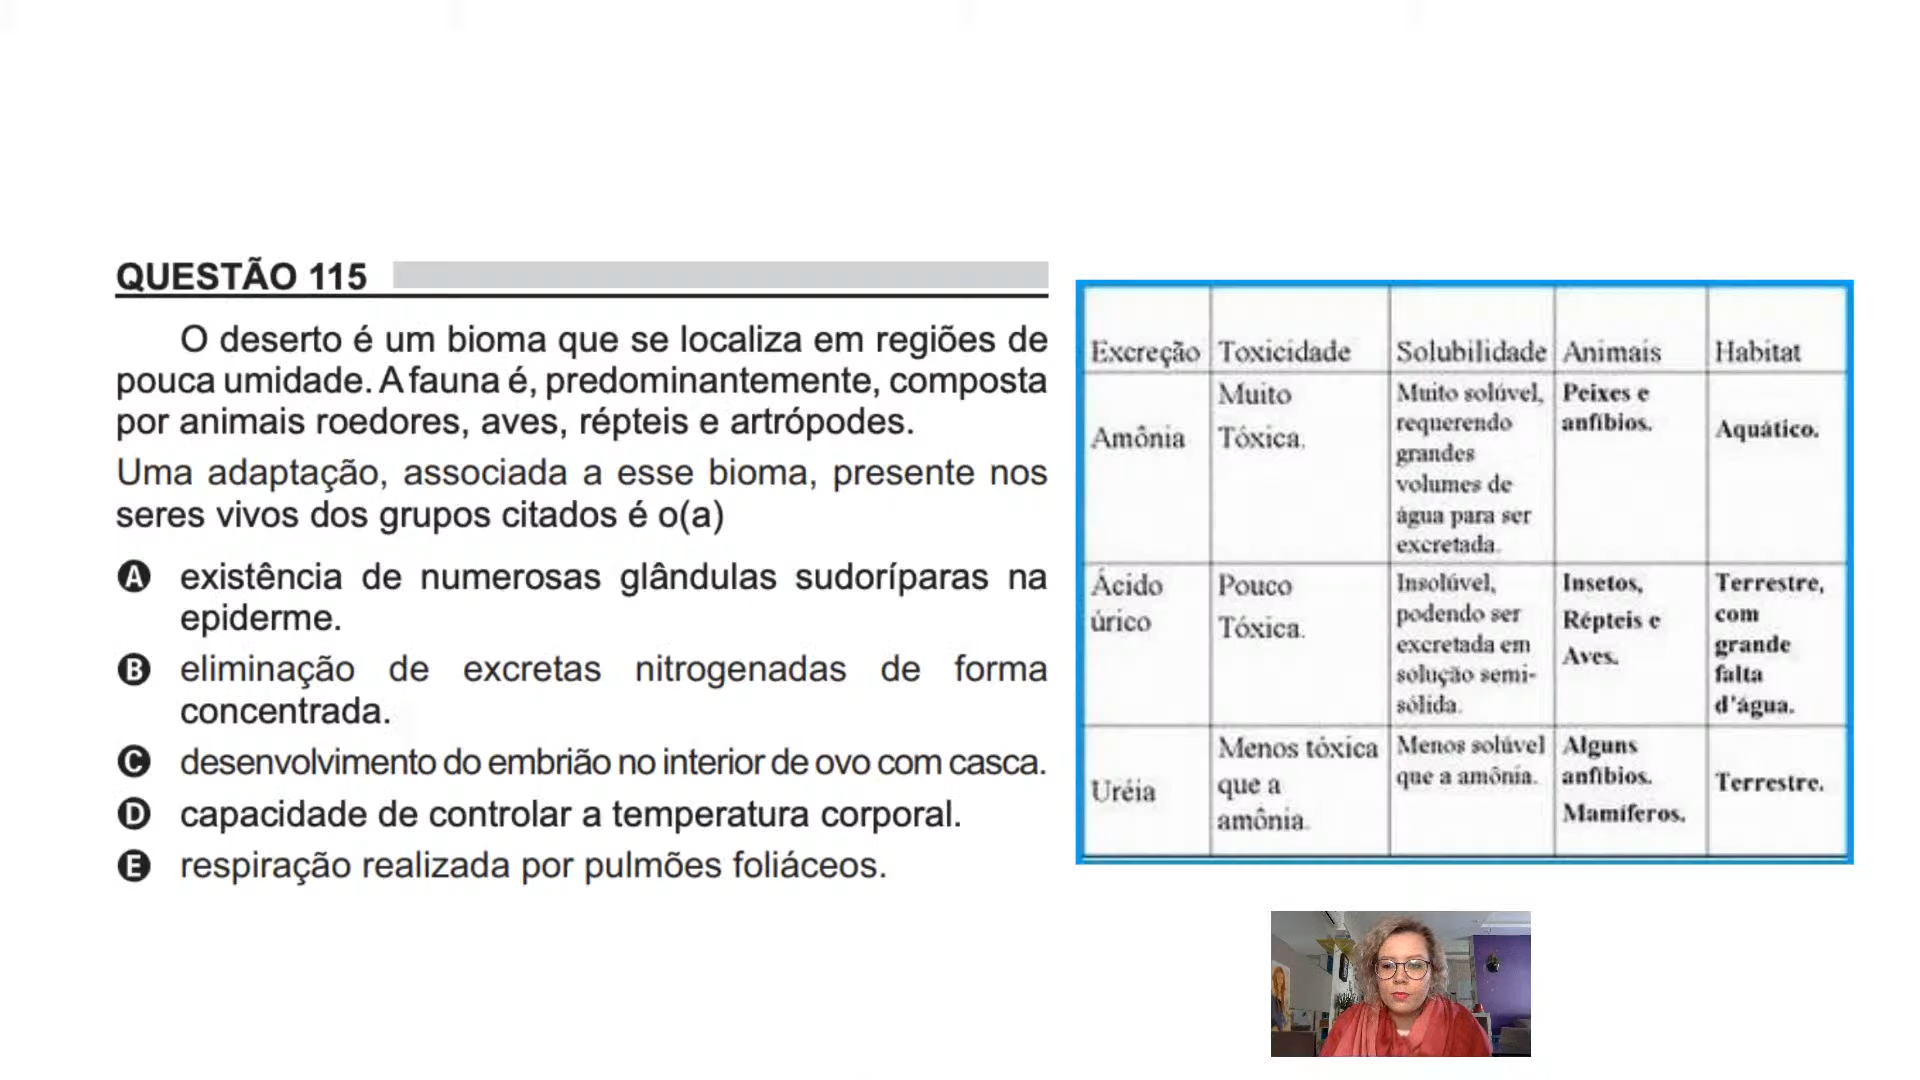 QUESTÃO 115
O deserto é um bioma que se localiza em regiões de
pouca umidade. A fauna é, predominantemente, composta
por animais roedores, aves, répteis e artrópodes.
Uma adaptação, associada a esse bioma, presente nos
seres vivos dos grupos citados é o(a)
A existência de numerosas glândulas sudoríparas na
epiderme.
B eliminação de excretas nitrogenadas de forma
concentrada.
C desenvolvimento do embrião no interior de ovo com casca.
D capacidade de controlar a temperatura corporal.
E respiração realizada por pulmões foliáceos.
Excreção Toxicidade Solubilidade Animais Habitat
Amônia
Muito
Tóxica.
Muito solúvel,
requerendo
grandes
volumes de
água para ser
excretada.
Peixes e
anfíbios.
Aquático.
Ácido
úrico
Pouco
Tóxica.
Insolúvel,
podendo ser
excretada em
solução semi-
sólida.
Insetos,
Répteis e
Aves.
Terrestre,
com
grande
falta
d'água.
Uréia
Menos tóxica
que a
amônia.
Menos solúvel
que a amônia.
Alguns
anfíbios.
Mamíferos.
Terrestre.